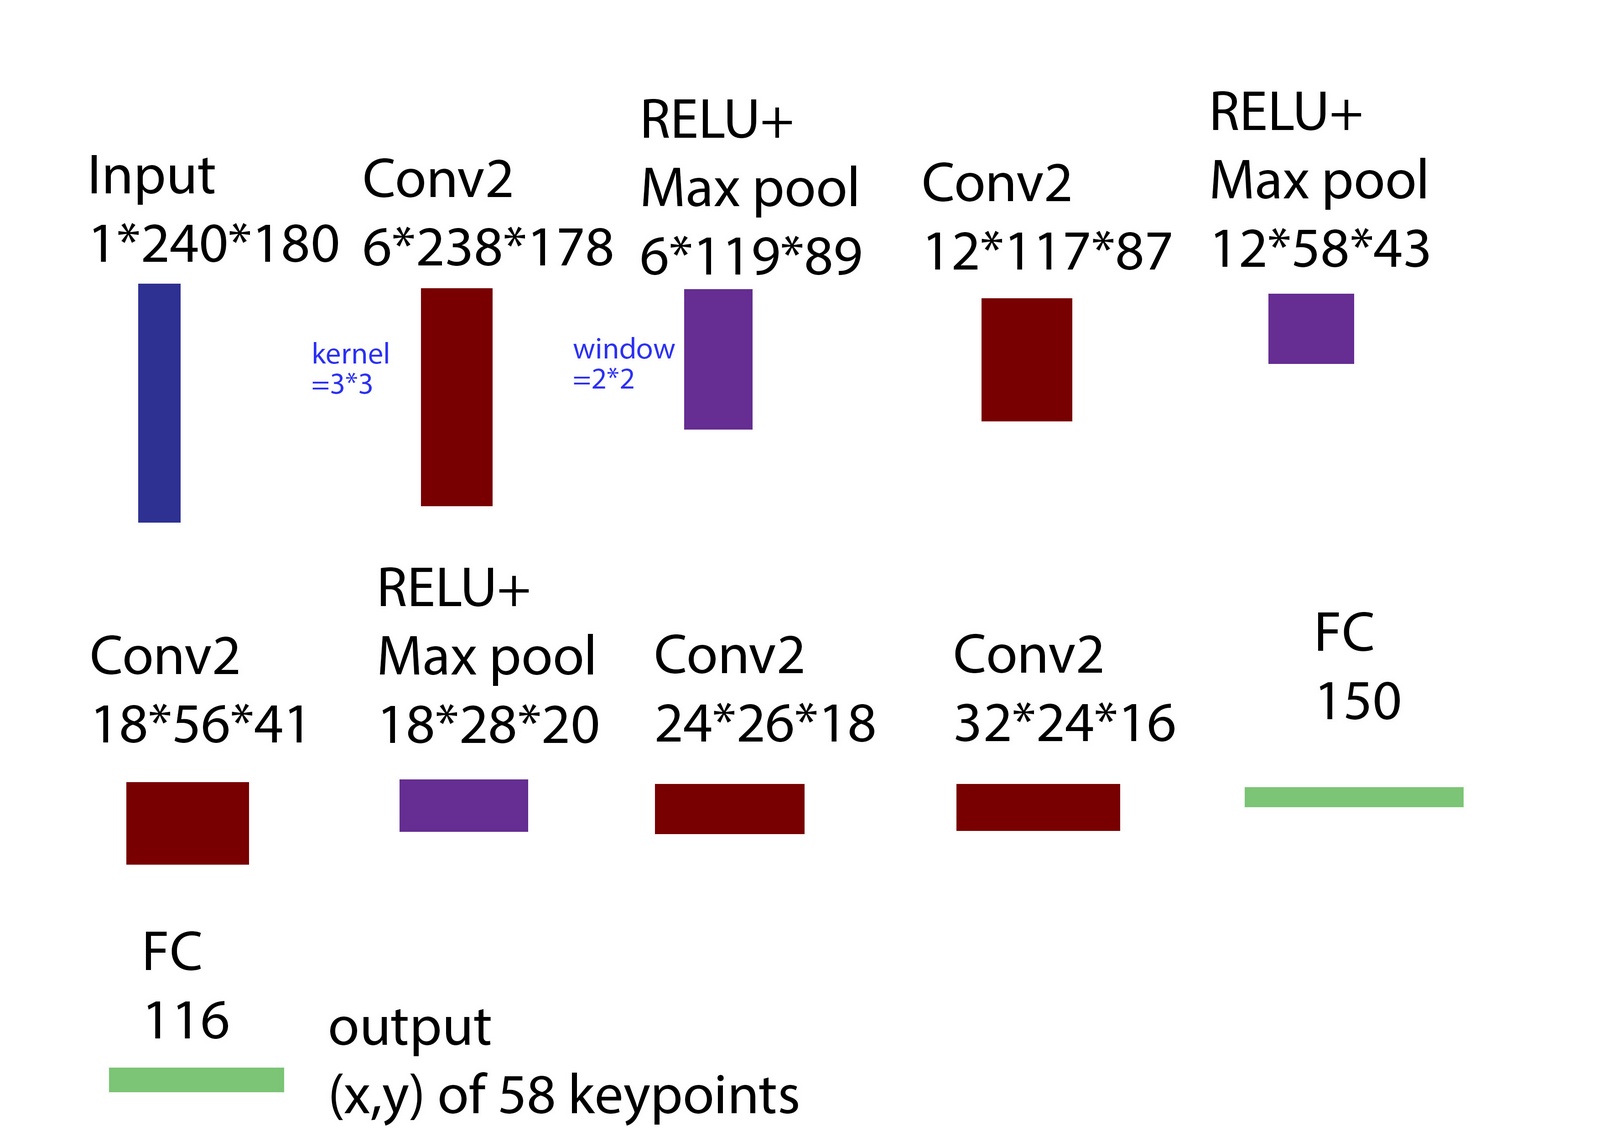 Input
1*240*180
Conv2
6*238*178
RELU+
Max pool
6*119*89
Conv2
12*117*87
RELU+
Max pool
12*58*43
kernel
=3*3
window
=2*2
Conv2
18*56*41
RELU+
Max pool
18*28*20
Conv2
24*26*18
Conv2
32*24*16
FC
150
FC
116
output
(x,y) of 58 keypoints